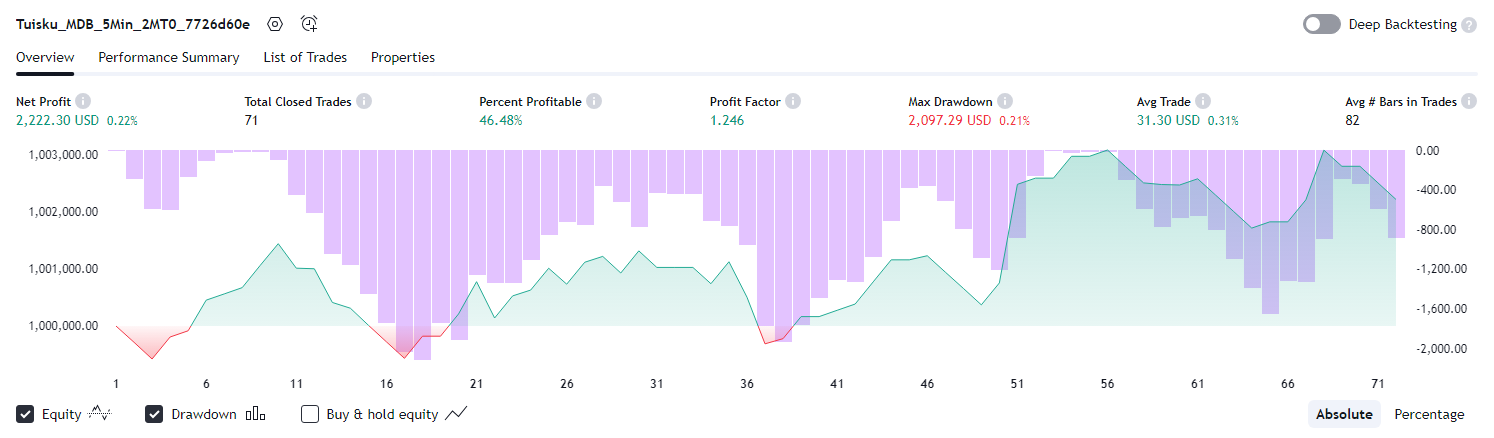 Tuisku_MDB_5Min_2MT0_7726d60e Deep Backtesting ?
Overview Performance Summary List of Trades Properties
Net Profit i Total Closed Trades i Percent Profitable i Profit Factor i Max Drawdown i Avg Trade i Avg # Bars in Trades i
2,222.30 USD 0.22% 71 46.48% 1.246 2,097.29 USD 0.21% 31.30 USD 0.31% 82
1,003,000.00 0.00
-400.00
1,002,000.00
-800.00
1,001,000.00 -1,200.00
-1,600.00
1,000,000.00
-2,000.00
1 6 11 16 21 26 31 36 41 46 51 56 61 66 71
Equity Drawdown Buy & hold equity Absolute Percentage